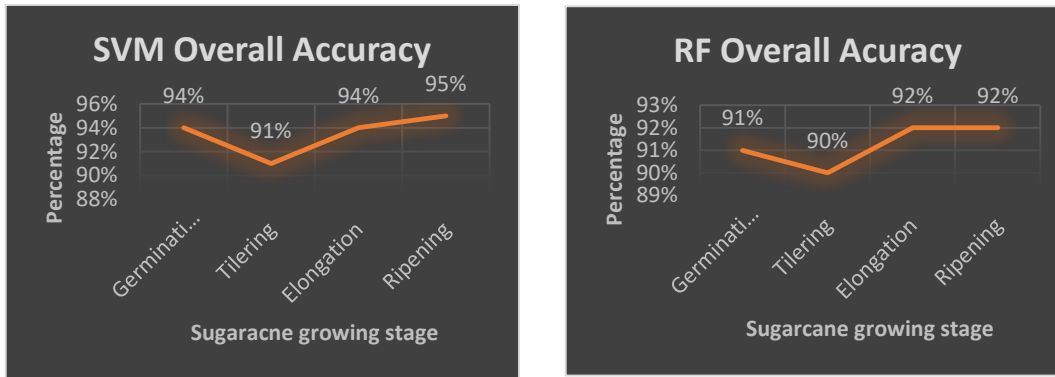 SVM Overall Accuracy
94%
91%
94%
95%
96%
94%
92%
90%
88%
Percentage
Germinati...
Tilering
Elongation
Ripening
Sugaracne growing stage
RF Overall Acuracy
91%
90%
92%
92%
93%
92%
91%
90%
89%
Percentage
Germinati...
Tilering
Elongation
Ripening
Sugarcane growing stage